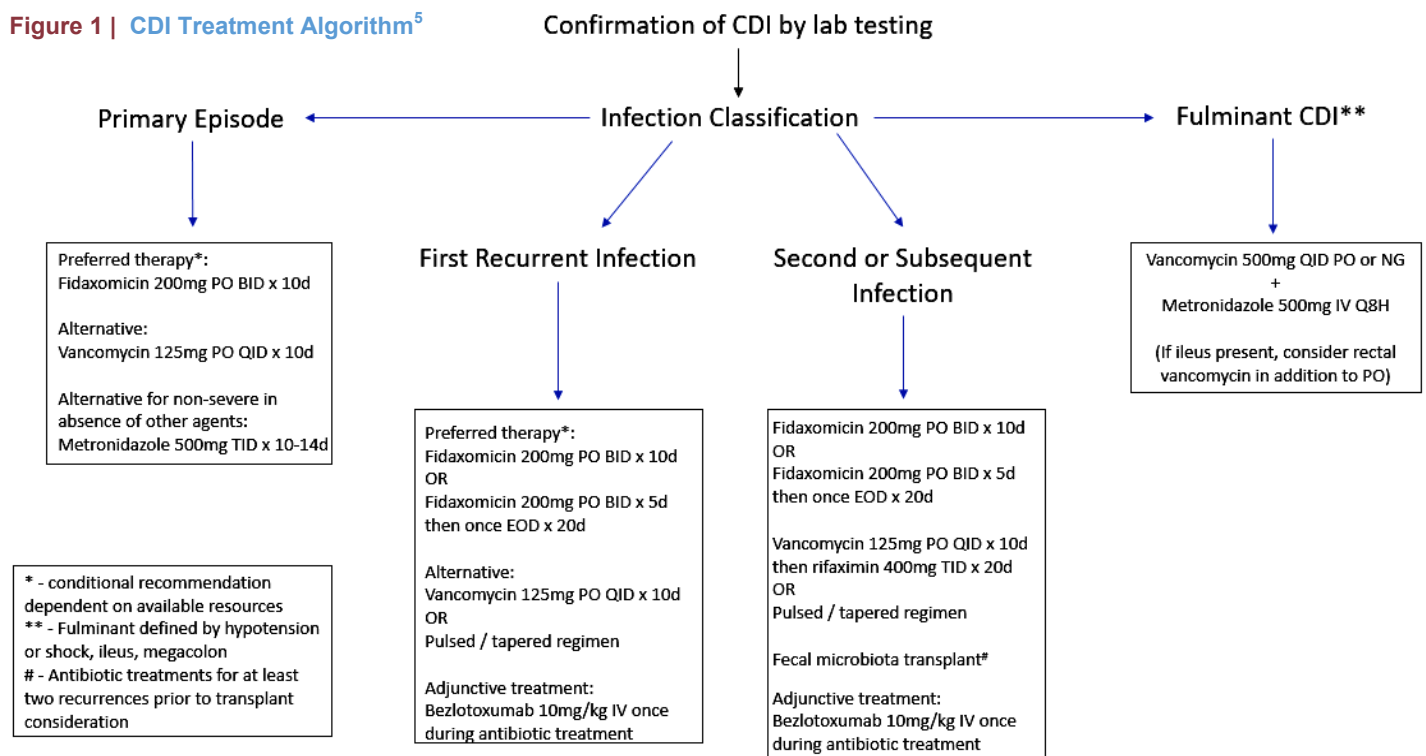 Figure 1 | CDI Treatment Algorithm5
Confirmation of CDI by lab testing
Infection Classification
Primary Episode
Preferred therapy*:
Fidaxomicin 200mg PO BID x 10d
Alternative:
Vancomycin 125mg PO QID x 10d
Alternative for non-severe in
absence of other agents:
Metronidazole 500mg TID x 10-14d
First Recurrent Infection
Preferred therapy*:
Fidaxomicin 200mg PO BID x 10d
OR
Fidaxomicin 200mg PO BID x 5d
then once EOD x 20d
Alternative:
Vancomycin 125mg PO QID x 10d
OR
Pulsed / tapered regimen
Adjunctive treatment:
Bezlotoxumab 10mg/kg IV once
during antibiotic treatment
Second or Subsequent
Infection
Fidaxomicin 200mg PO BID x 10d
OR
Fidaxomicin 200mg PO BID x 5d
then once EOD x 20d
Vancomycin 125mg PO QID x 10d
then rifaximin 400mg TID x 20d
OR
Pulsed / tapered regimen
Fecal microbiota transplant#
Adjunctive treatment:
Bezlotoxumab 10mg/kg IV once
during antibiotic treatment
Fulminant CDI**
Vancomycin 500mg QID PO or NG
+
Metronidazole 500mg IV Q8H
(If ileus present, consider rectal
vancomycin in addition to PO)
* - conditional recommendation
dependent on available resources
** - Fulminant defined by hypotension
or shock, ileus, megacolon
# - Antibiotic treatments for at least
two recurrences prior to transplant
consideration